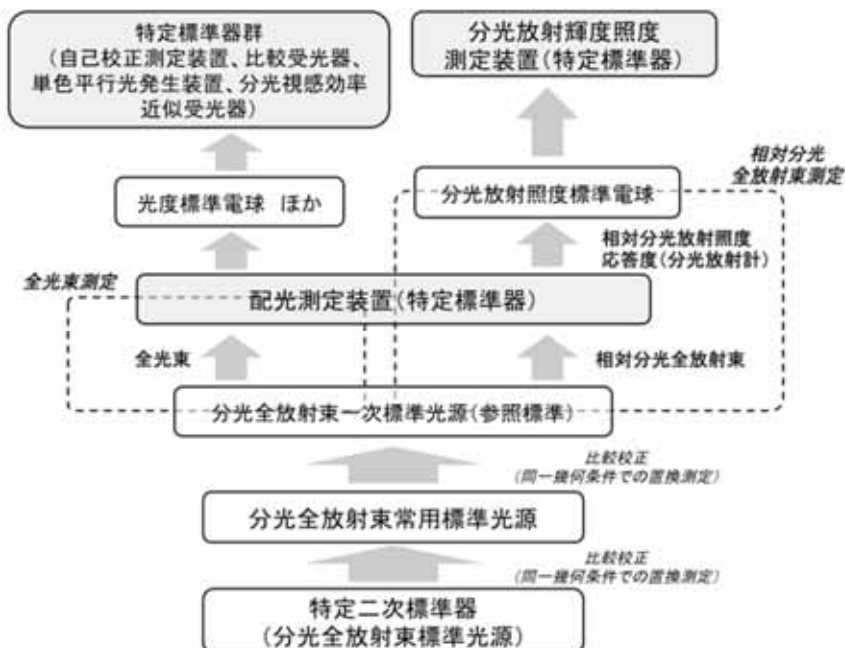 特定標準器群
（自己校正測定装置、比較受光器、
単色平行光発生装置、分光視感効率
近似受光器）
分光放射輝度照度
測定装置（特定標準器）
相対分光
全放射束測定
光度標準電球 ほか
分光放射照度標準電球
相対分光放射照度
応答度（分光放射計）
全光束測定
配光測定装置（特定標準器）
全光束
相対分光全放射束
分光全放射束一次標準光源（参照標準）
比較校正
（同一幾何条件での置換測定）
分光全放射束常用標準光源
比較校正
（同一幾何条件での置換測定）
特定二次標準器
（分光全放射束標準光源）